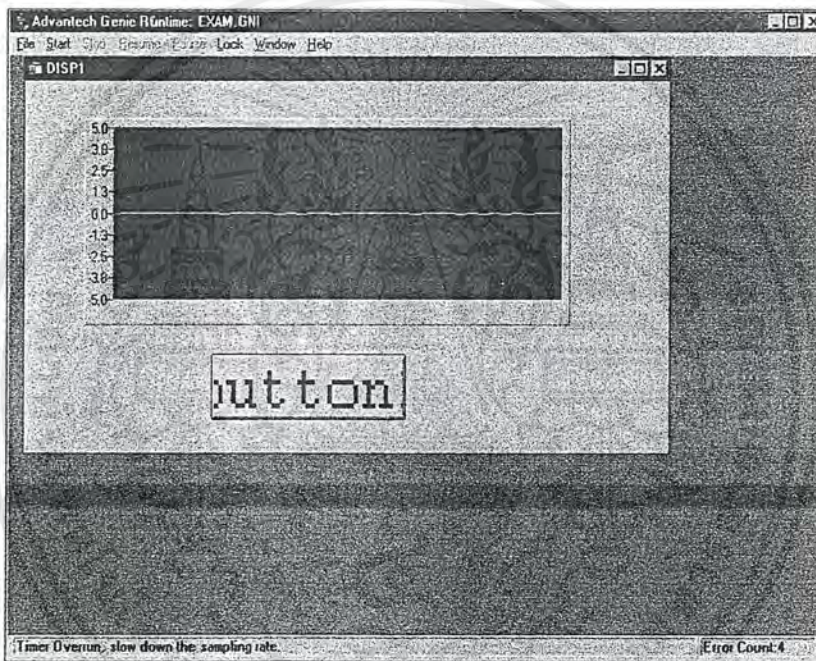 Advantech Genie Runtime: EXAM.GNI
File Start Stop Resume Pause Lock Window Help
DISP1
5.0
3.8
2.5
1.3
0.0
-1.3
-2.5
3.8
5.0
utton
Timer Overrun, slow down the sampling rate. Error Count:4